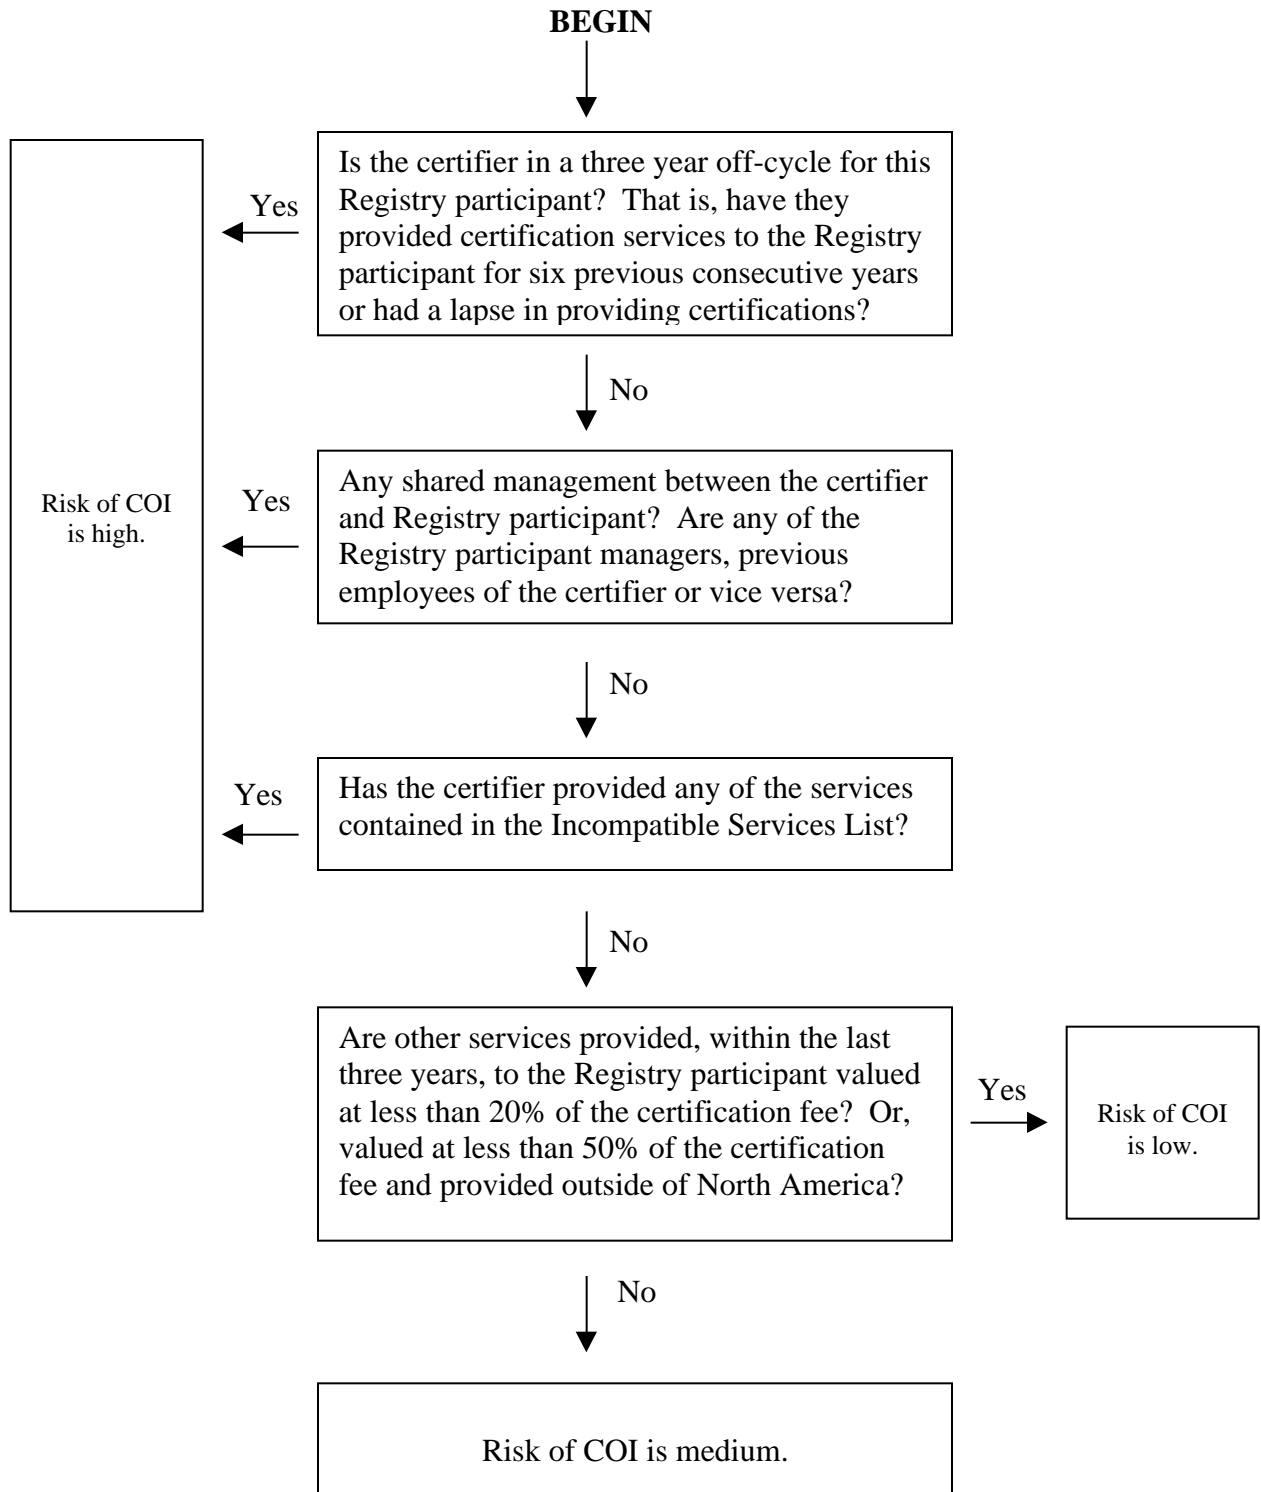 BEGIN
Is the certifier in a three year off-cycle for this
Registry participant? That is, have they
provided certification services to the Registry
participant for six previous consecutive years
or had a lapse in providing certifications?
Yes
No
Any shared management between the certifier
and Registry participant? Are any of the
Registry participant managers, previous
employees of the certifier or vice versa?
Yes
Risk of COI
is high.
No
Has the certifier provided any of the services
contained in the Incompatible Services List?
Yes
No
Are other services provided, within the last
three years, to the Registry participant valued
at less than 20% of the certification fee? Or,
valued at less than 50% of the certification
fee and provided outside of North America?
Yes
Risk of COI
is low.
No
Risk of COI is medium.